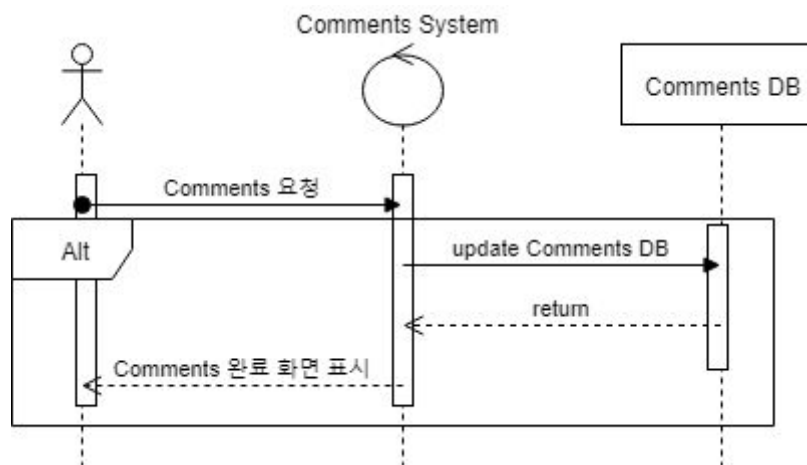 Comments System
Comments DB
Comments 요청
Alt
update Comments DB
return
Comments 완료 화면 표시